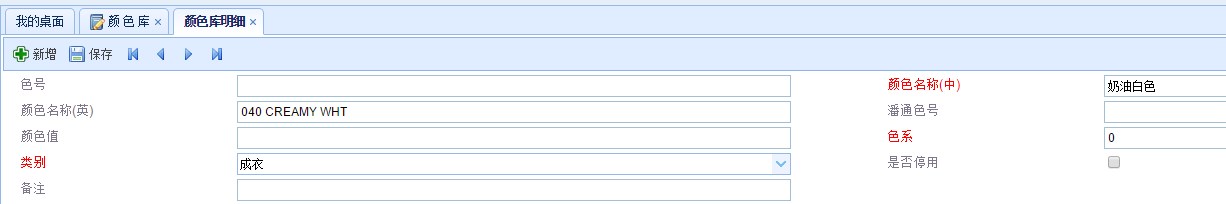 我的桌面 颜色库 颜色库明细
新增 保存
色号 颜色名称(中) 奶油白色
颜色名称(英) 040 CREAMY WHT 潘通色号
颜色值 色系 0
类别 成衣 是否停用
备注